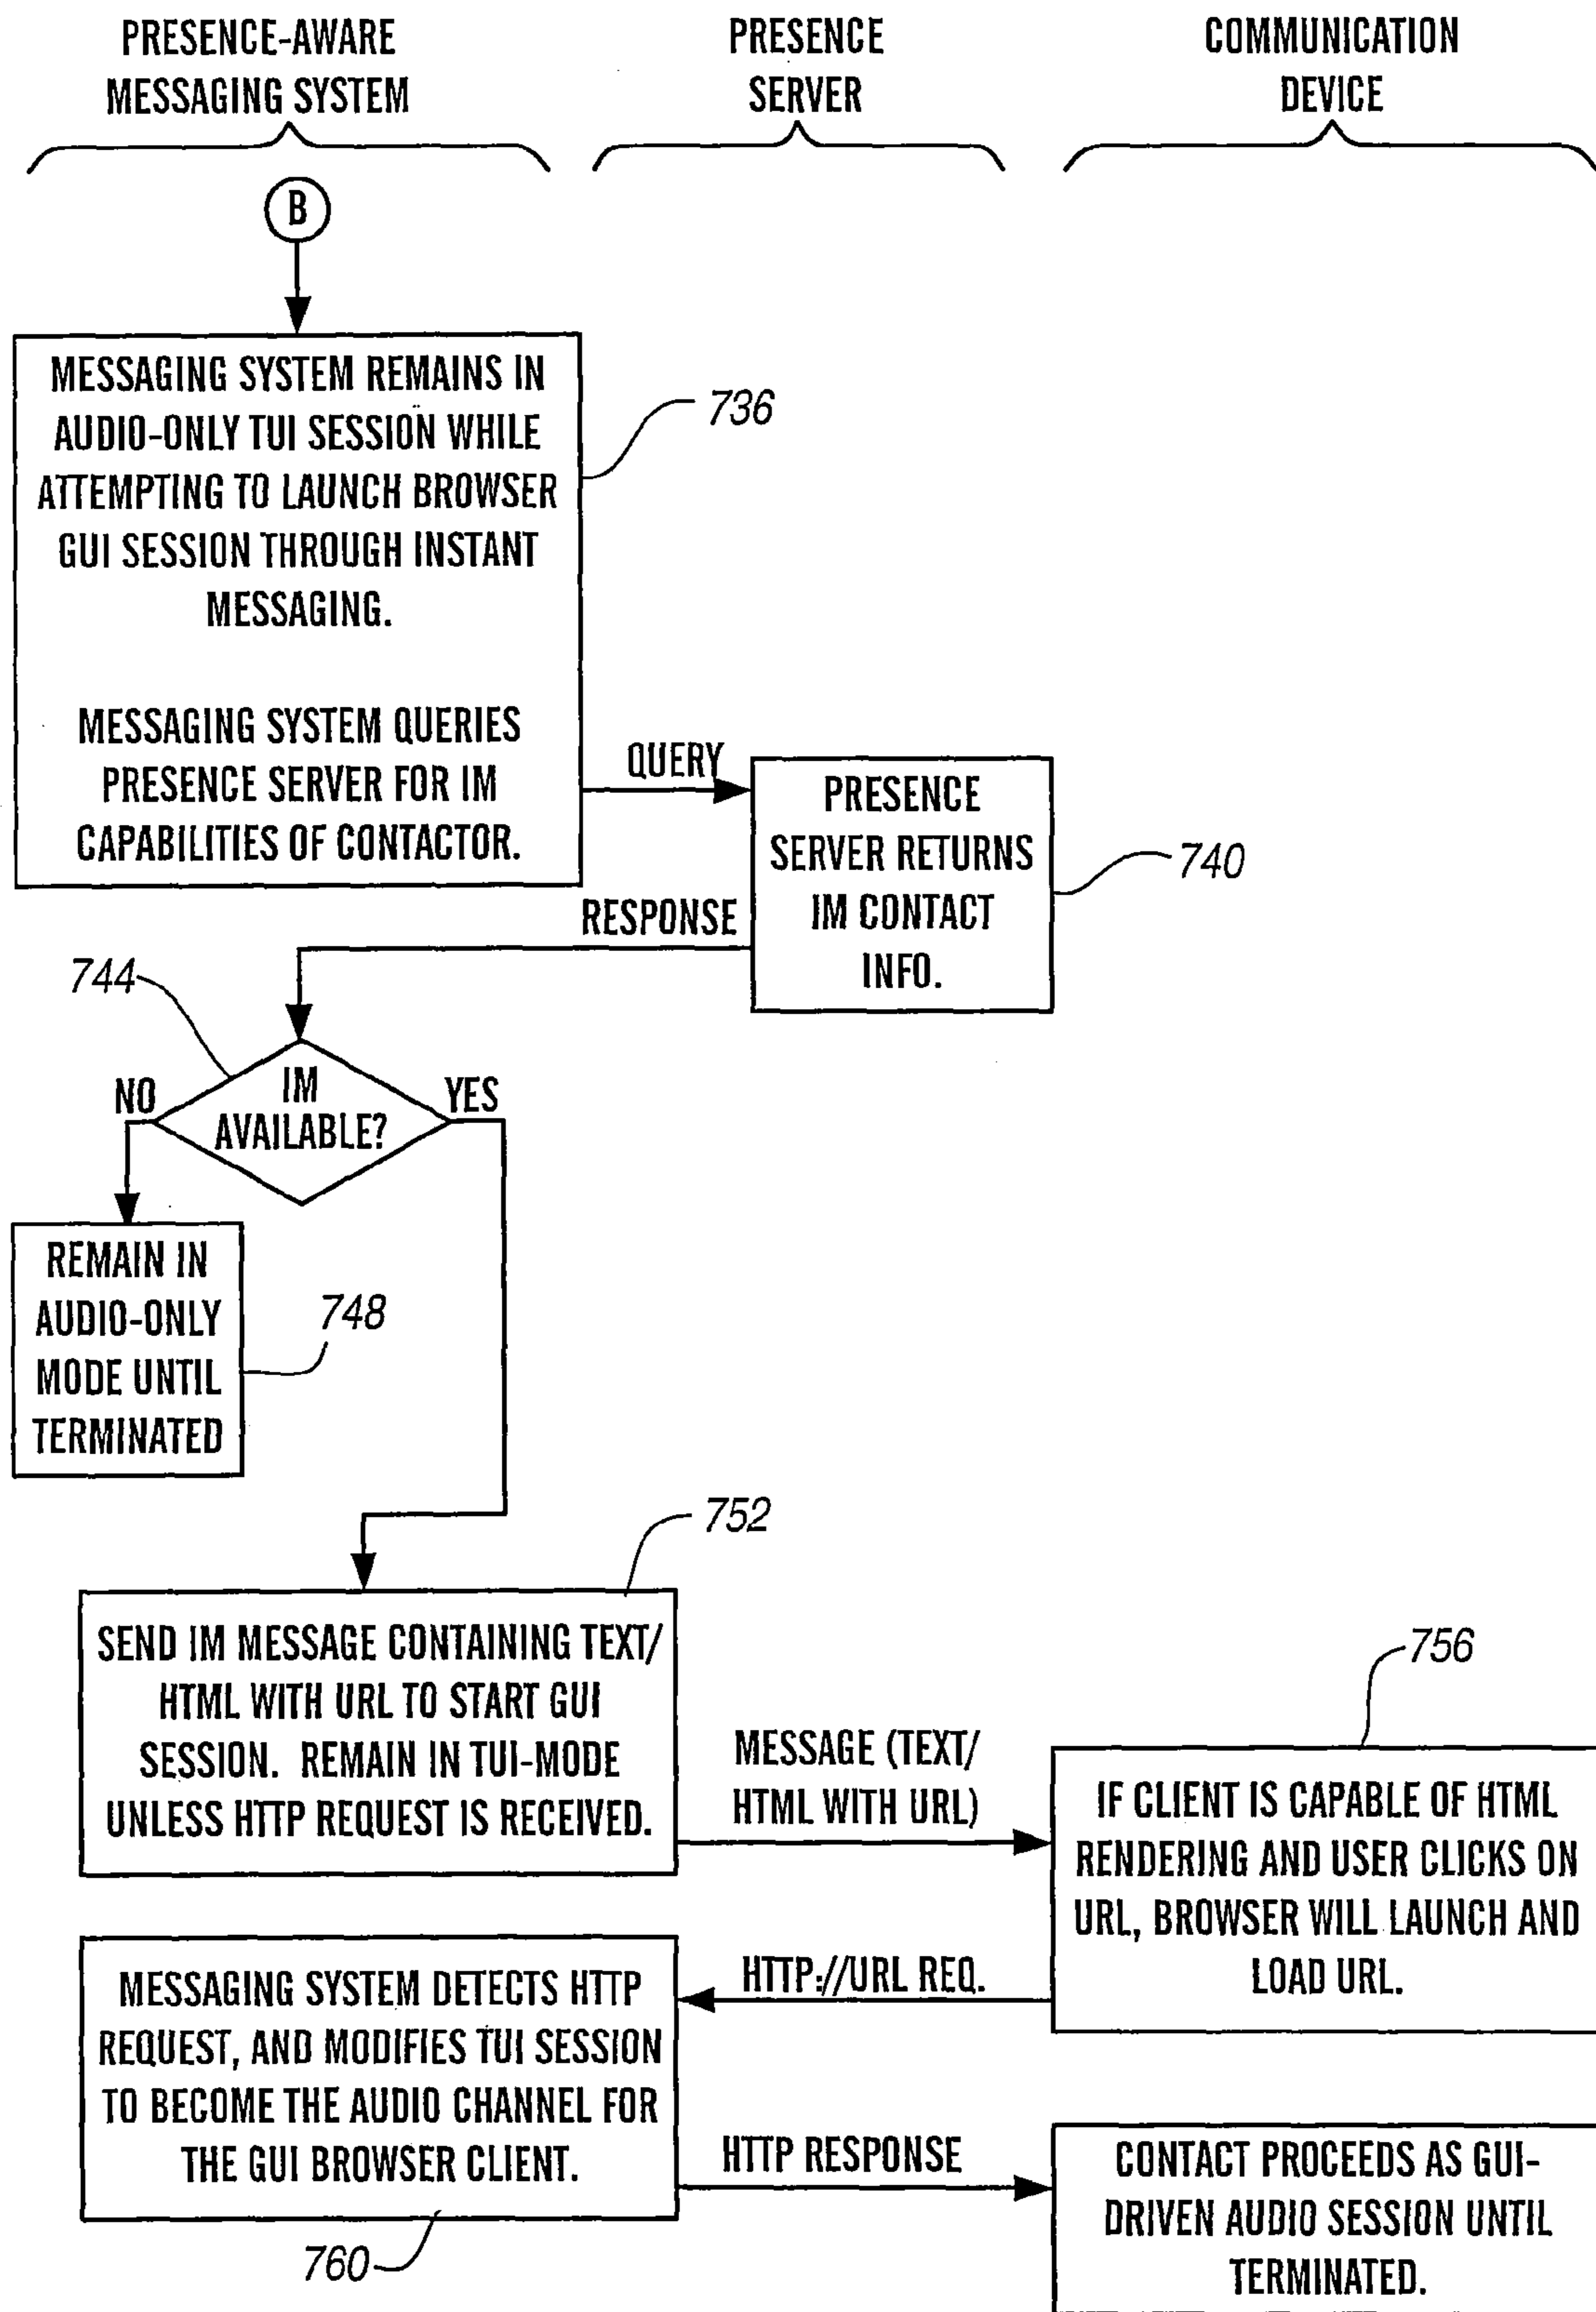 PRESENCE-AWARE
MESSAGING SYSTEM
PRESENCE
SERVER
COMMUNICATION
DEVICE
B
MESSAGING SYSTEM REMAINS IN
AUDIO-ONLY TUI SESSION WHILE
ATTEMPTING TO LAUNCH BROWSER
GUI SESSION THROUGH INSTANT
MESSAGING.
MESSAGING SYSTEM QUERIES
PRESENCE SERVER FOR IM
CAPABILITIES OF CONTACTOR.
736
QUERY
PRESENCE
SERVER RETURNS
IM CONTACT
INFO.
740
RESPONSE
744
IM
AVAILABLE?
NO
YES
REMAIN IN
AUDIO-ONLY
MODE UNTIL
TERMINATED
748
752
SEND IM MESSAGE CONTAINING TEXT/
HTML WITH URL TO START GUI
SESSION. REMAIN IN TUI-MODE
UNLESS HTTP REQUEST IS RECEIVED.
MESSAGE (TEXT/
HTML WITH URL)
756
IF CLIENT IS CAPABLE OF HTML
RENDERING AND USER CLICKS ON
URL, BROWSER WILL LAUNCH AND
LOAD URL.
HTTP://URL REQ.
MESSAGING SYSTEM DETECTS HTTP
REQUEST, AND MODIFIES TUI SESSION
TO BECOME THE AUDIO CHANNEL FOR
THE GUI BROWSER CLIENT.
760
HTTP RESPONSE
CONTACT PROCEEDS AS GUI-
DRIVEN AUDIO SESSION UNTIL
TERMINATED.